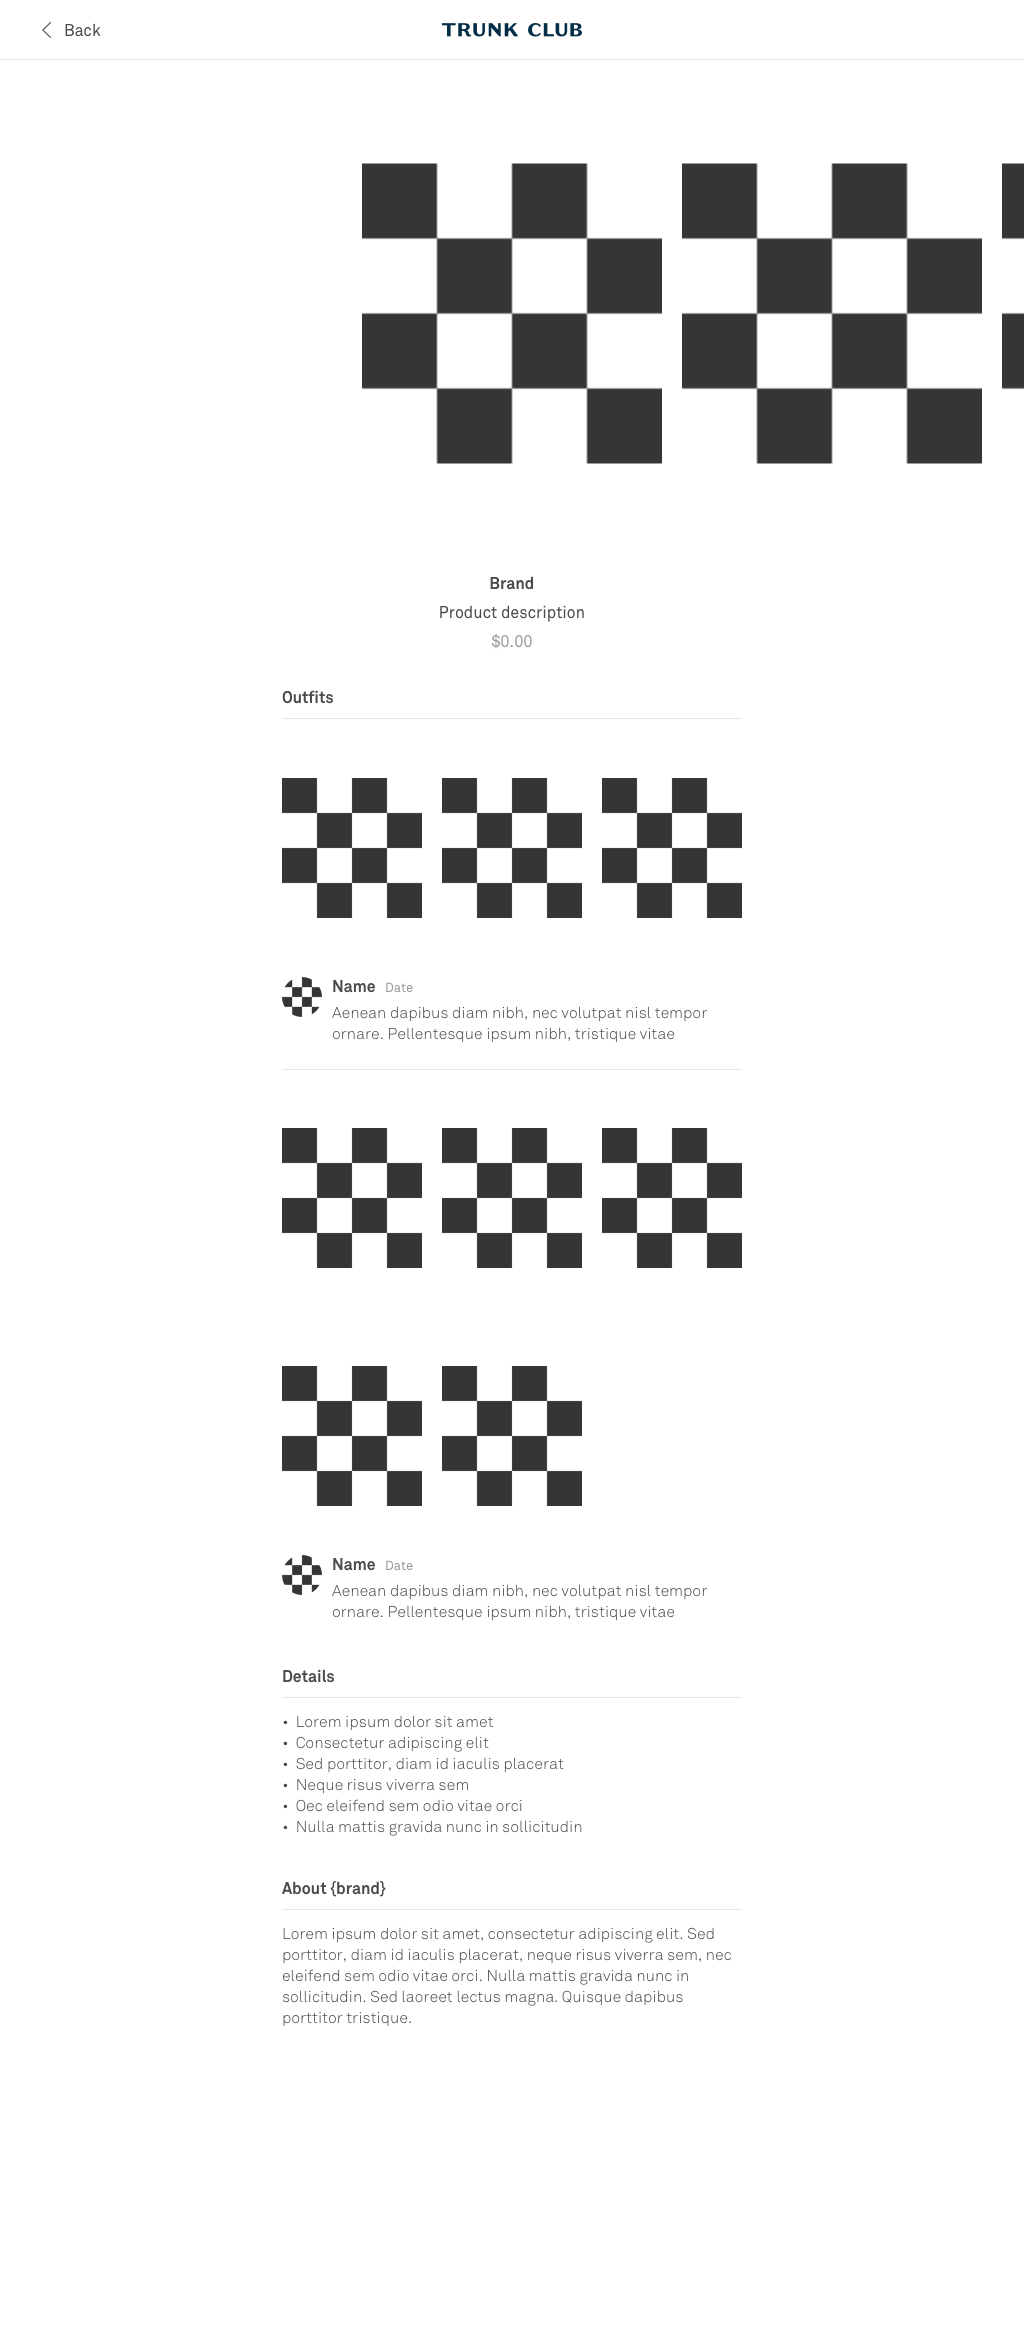 Back
TRUNK CLUB
Brand
Product description
$0.00
Outfits
Name Date
Aenean dapibus diam nibh, nec volutpat nisl tempor
ornare. Pellentesque ipsum nibh, tristique vitae
Name Date
Aenean dapibus diam nibh, nec volutpat nisl tempor
ornare. Pellentesque ipsum nibh, tristique vitae
Details
• Lorem ipsum dolor sit amet
• Consectetur adipiscing elit
• Sed porttitor, diam id iaculis placerat
• Neque risus viverra sem
• Oec eleifend sem odio vitae orci
• Nulla mattis gravida nunc in sollicitudin
About {brand}
Lorem ipsum dolor sit amet, consectetur adipiscing elit. Sed
porttitor, diam id iaculis placerat, neque risus viverra sem, nec
eleifend sem odio vitae orci. Nulla mattis gravida nunc in
sollicitudin. Sed laoreet lectus magna. Quisque dapibus
porttitor tristique.